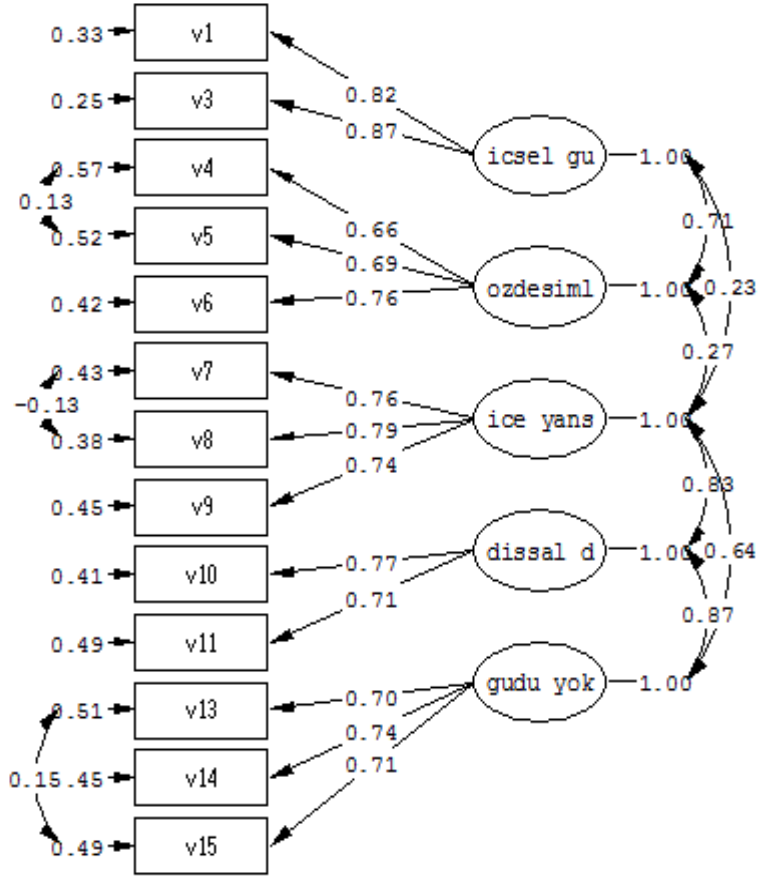 0.33 v1
0.82
0.25 v3
0.87
icsel gu 1.00
0.57 v4
0.13
0.71
0.66
0.52 v5
0.69
ozdesiml 1.00
0.23
0.42 v6
0.76
0.27
0.43 v7
0.76
-0.13
ice yans 1.00
0.38 v8
0.79
0.74
0.83
0.45 v9
dissal d 1.00
0.64
0.41 v10
0.77
0.71
0.87
0.49 v11
gudu yok 1.00
0.51 v13
0.70
0.74
0.71
0.15 .45 v14
0.49 v15